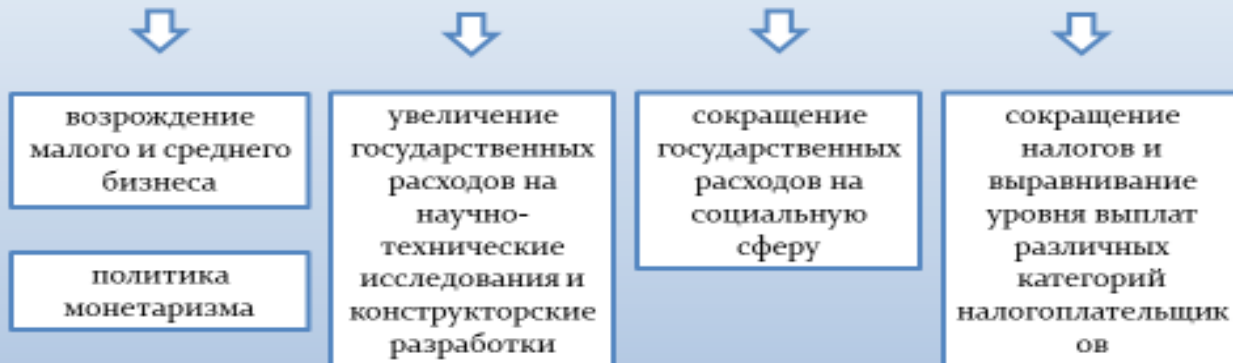 возрождение
малого и среднего
бизнеса
политика
монетаризма
увеличение
государственных
расходов на
научно-
технические
исследования и
конструкторские
разработки
сокращение
государственных
расходов на
социальную
сферу
сокращение
налогов и
выравнивание
уровня выплат
различных
категорий
налогоплательщик
ов